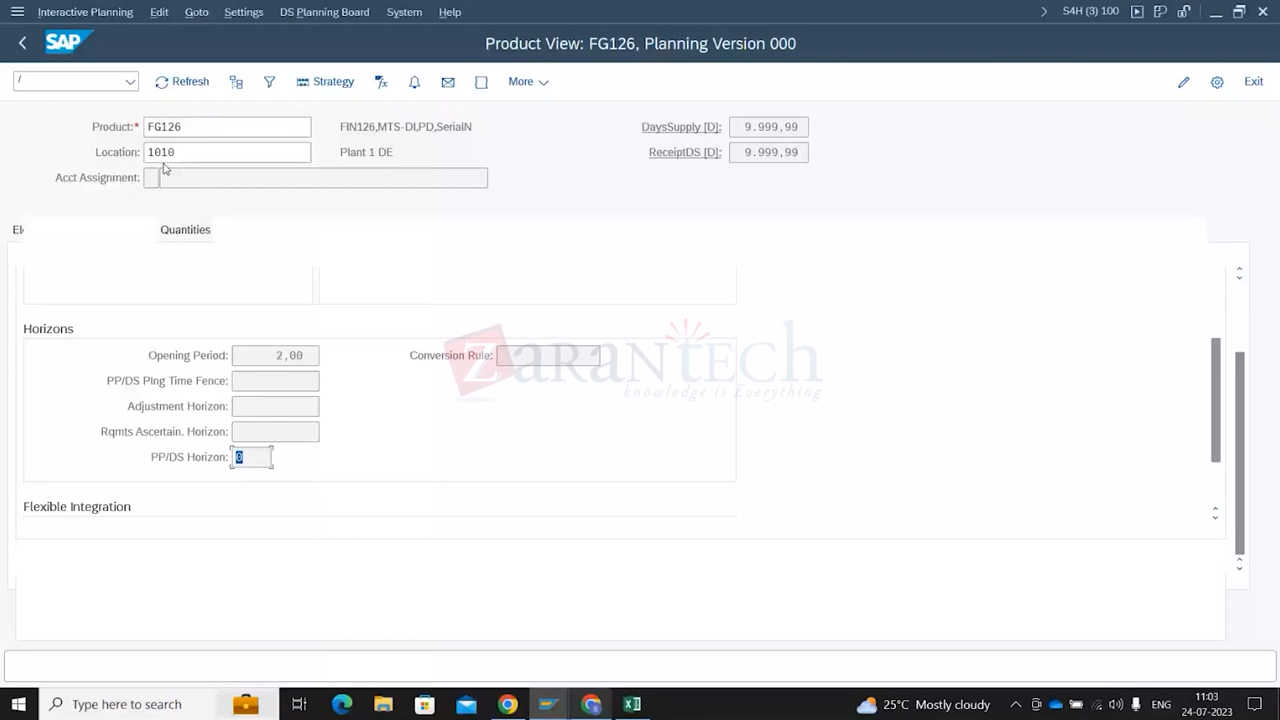 Interactive Planning Edit Goto Settings DS Planning Board System Help S4H (3) 100
SAP Product View: FG126, Planning Version 000
/ Refresh Strategy More Exit
Product:* FG126 FIN126,MTS-DI,PD,SerialN DaysSupply [D]: 9.999,99
Location: 1010 Plant 1 DE ReceiptDS [D]: 9.999,99
Acct Assignment:
El Quantities
Horizons
Opening Period: 2,00 Conversion Rule:
PP/DS Plng Time Fence:
Adjustment Horizon:
Rqmts Ascertain. Horizon:
PP/DS Horizon: 0
ZaranTech
knowledge is Everything
Flexible Integration
Type here to search 25°C Mostly cloudy ENG 11:03
24-07-2023